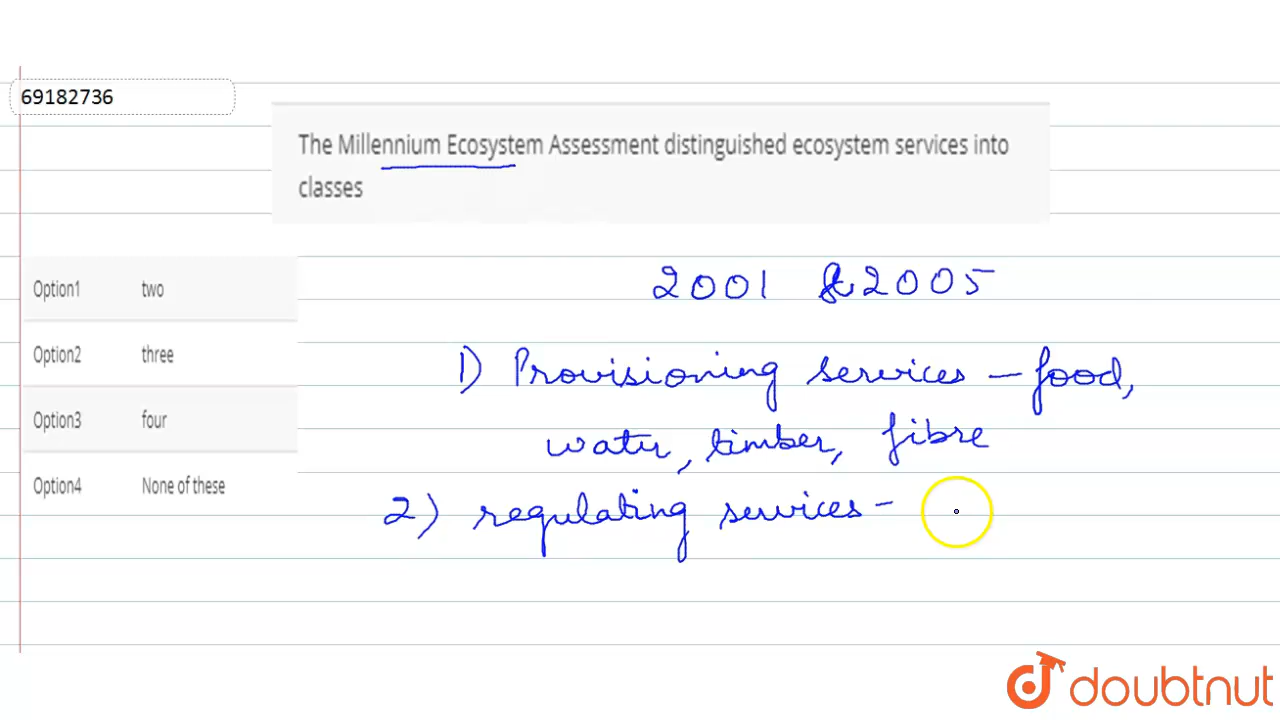 69182736
The Millennium Ecosystem Assessment distinguished ecosystem services into
classes
Option1 two
Option2 three
Option3 four
Option4 None of these
2001 & 2005
1) Provisioning services - food,
water, timber, fibre
2) regulating services -
doubtnut